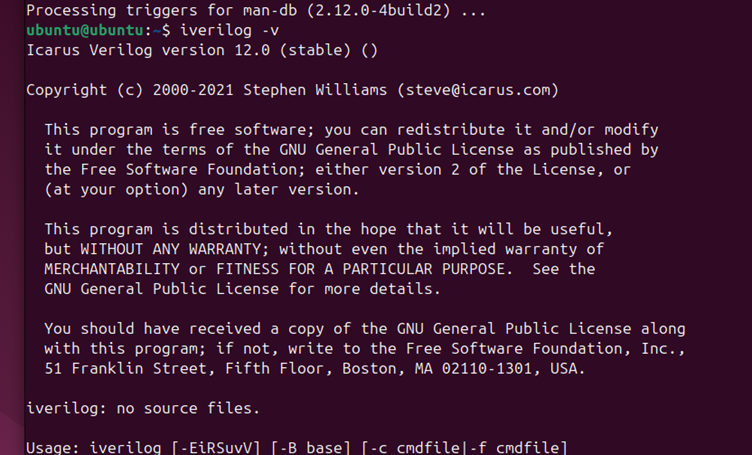 Processing triggers for man-db (2.12.0-4build2) ...
ubuntu@ubuntu:~$ iverilog -v
Icarus Verilog version 12.0 (stable) ()
Copyright (c) 2000-2021 Stephen Williams (steve@icarus.com)
This program is free software; you can redistribute it and/or modify
it under the terms of the GNU General Public License as published by
the Free Software Foundation; either version 2 of the License, or
(at your option) any later version.
This program is distributed in the hope that it will be useful,
but WITHOUT ANY WARRANTY; without even the implied warranty of
MERCHANTABILITY or FITNESS FOR A PARTICULAR PURPOSE.  See the
GNU General Public License for more details.
You should have received a copy of the GNU General Public License along
with this program; if not, write to the Free Software Foundation, Inc.,
51 Franklin Street, Fifth Floor, Boston, MA 02110-1301, USA.
iverilog: no source files.
Usage: iverilog [-EiRSuvV] [-B base] [-c cmdfile|-f cmdfile]